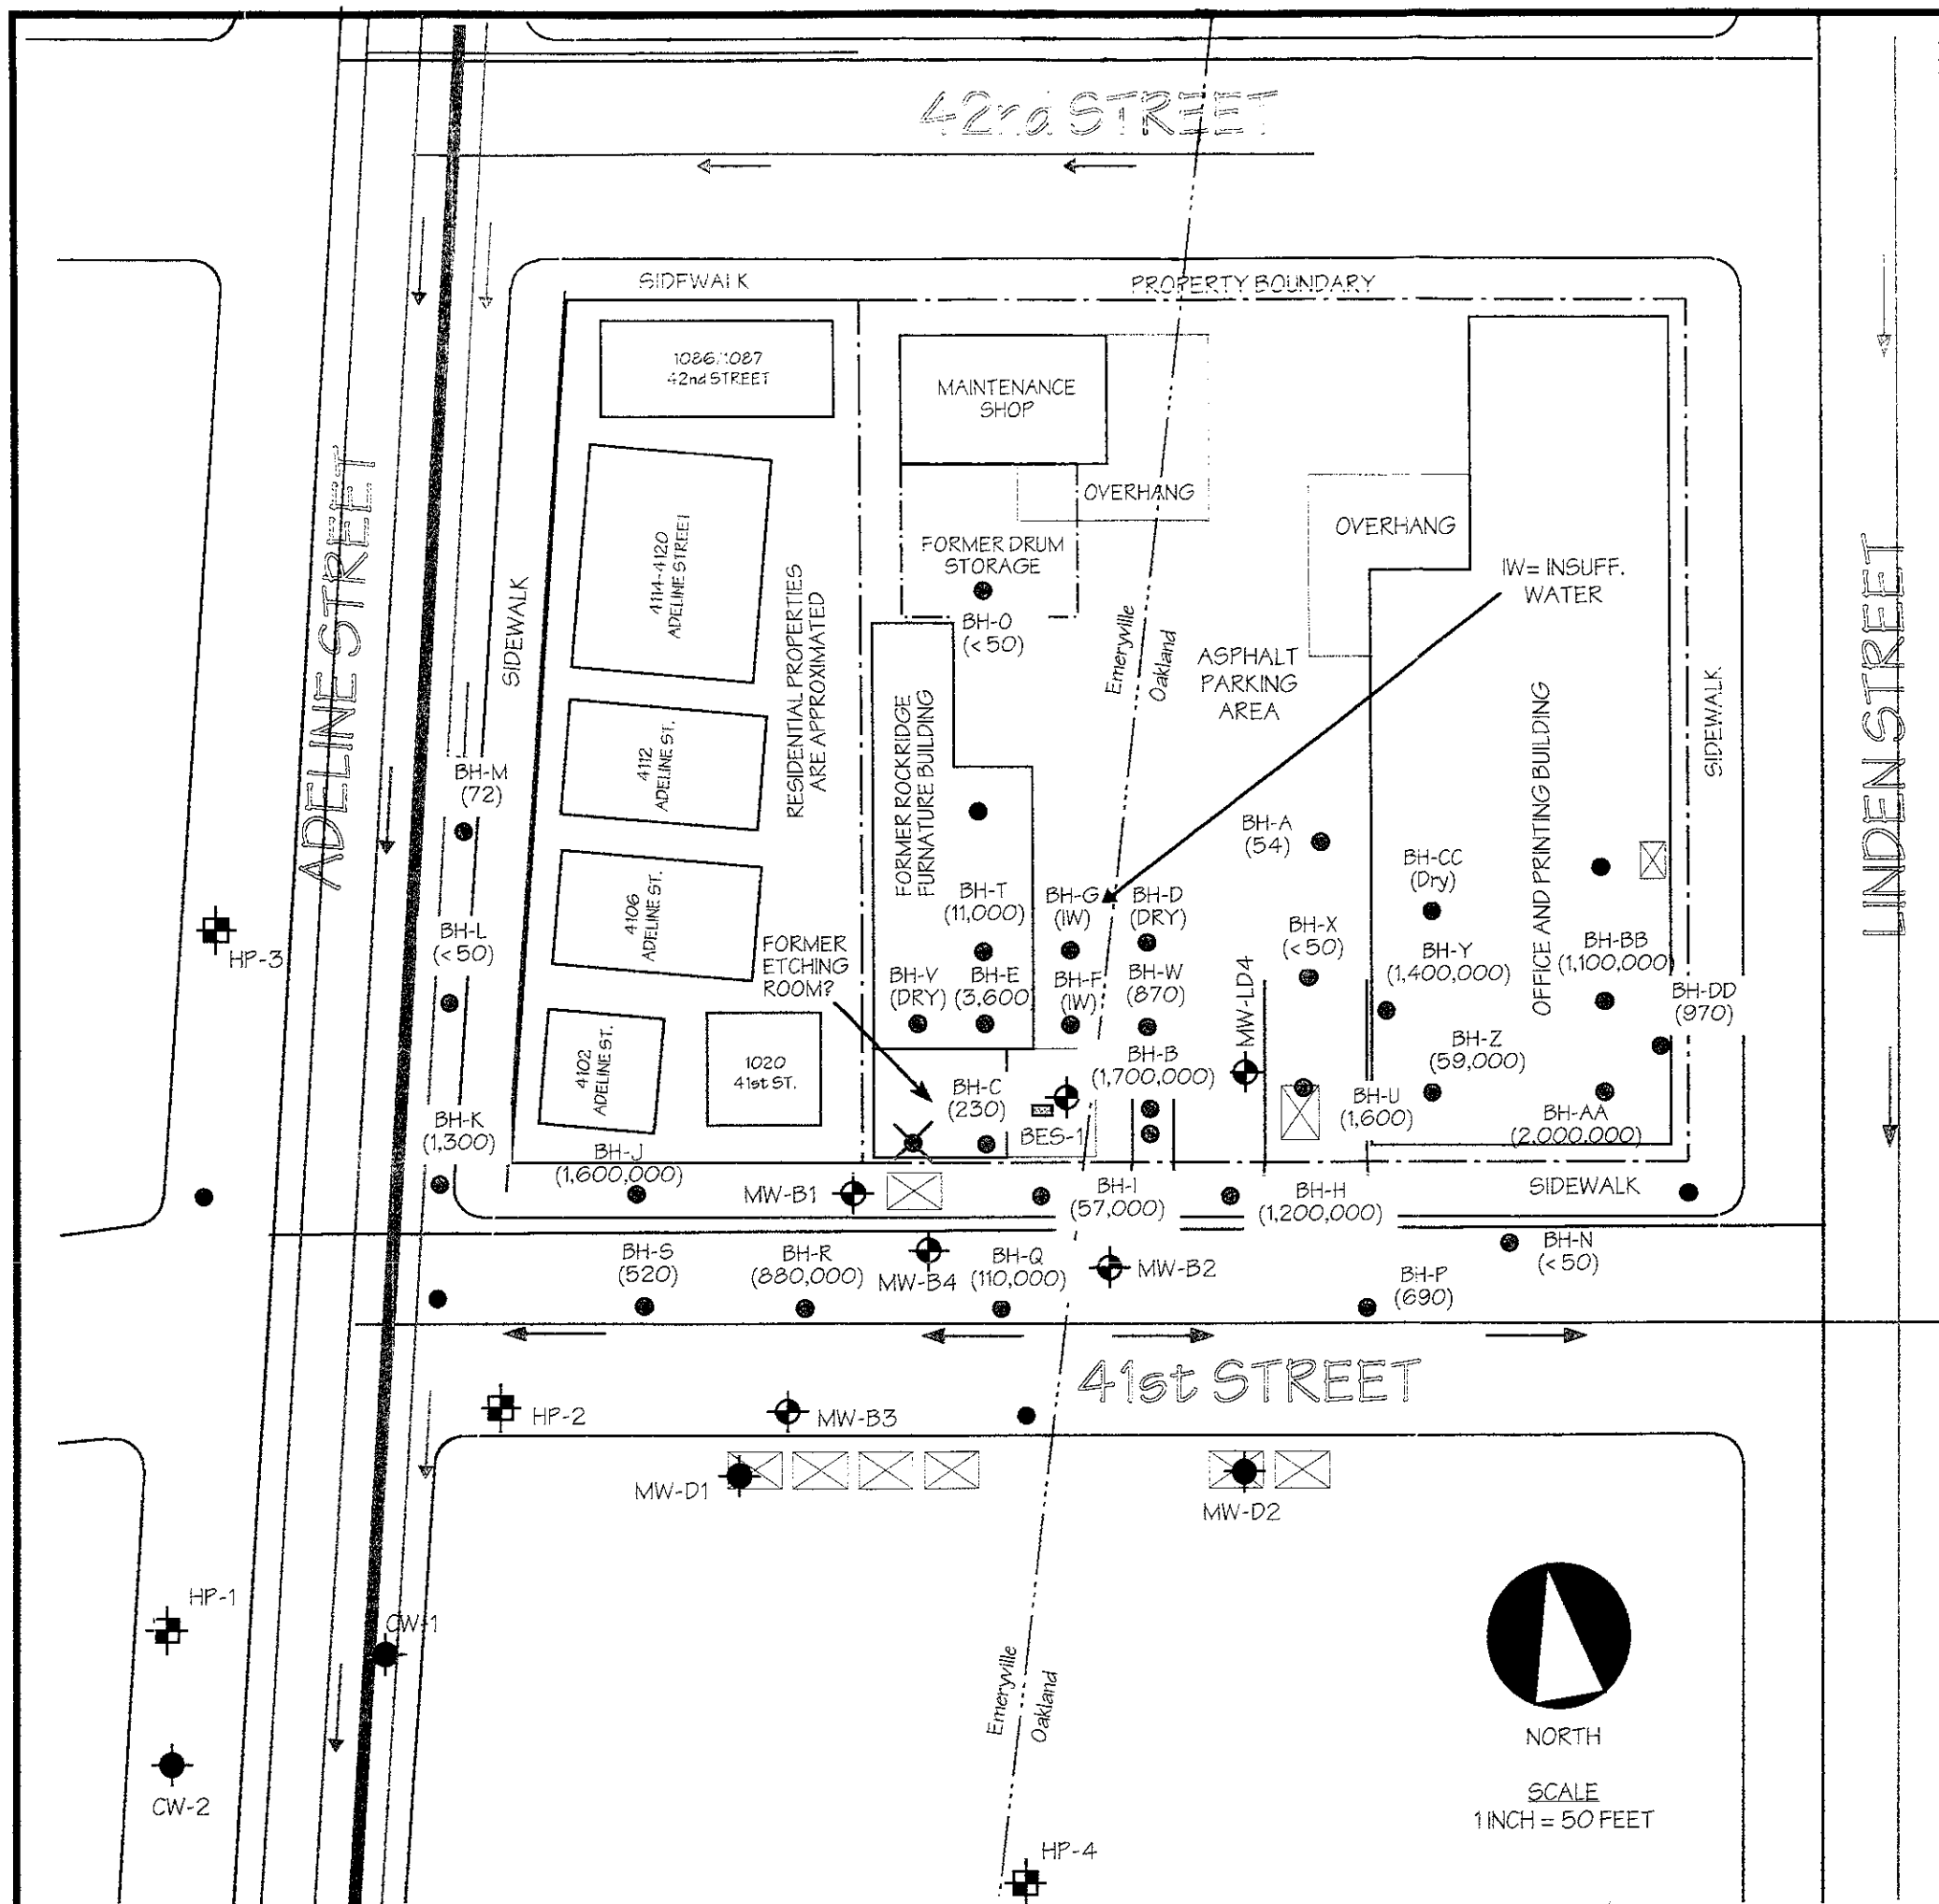 42nd STREET
SIDEWALK
PROPERTY BOUNDARY
1086/1087
42nd STREET
MAINTENANCE
SHOP
OVERHANG
OVERHANG
4114-4120
ADELINE STREET
FORMER DRUM
STORAGE
IW= INSUFF.
WATER
ADELINE STREET
SIDEWALK
RESIDENTIAL PROPERTIES
ARE APPROXIMATED
BH-O
(<50)
Emeryville
Oakland
ASPHALT
PARKING
AREA
LINDEN STREET
SIDEWALK
OFFICE AND PRINTING BUILDING
FORMER ROCKRIDGE
FURNATURE BUILDING
4112
ADELINE ST.
BH-M
(72)
BH-A
(54)
BH-CC
(Dry)
4106
ADELINE ST.
BH-T
(11,000)
BH-G
(IW)
BH-D
(DRY)
BH-X
(<50)
BH-L
(<50)
HP-3
FORMER
ETCHING
ROOM?
BH-V
(DRY)
BH-E
(3,600
BH-F
(IW)
BH-W
(870)
MW-LD4
BH-Y
(1,400,000)
BH-BB
(1,100,000)
BH-DD
(970)
4102
ADELINE ST.
1020
41st ST.
BH-B
(1,700,000)
BH-Z
(59,000)
BH-C
(230)
BES-1
BH-U
(1,600)
BH-AA
(2,000,000)
BH-K
(1,300)
BH-J
(1,600,000)
MW-B1
BH-I
(57,000)
BH-H
(1,200,000)
SIDEWALK
BH-S
(520)
BH-R
(880,000)
MW-B4
BH-Q
(110,000)
MW-B2
BH-N
(<50)
BH-P
(690)
41st STREET
HP-2
MW-B3
MW-D1
MW-D2
HP-1
CW-1
Emeryville
Oakland
NORTH
CW-2
SCALE
1 INCH = 50 FEET
HP-4